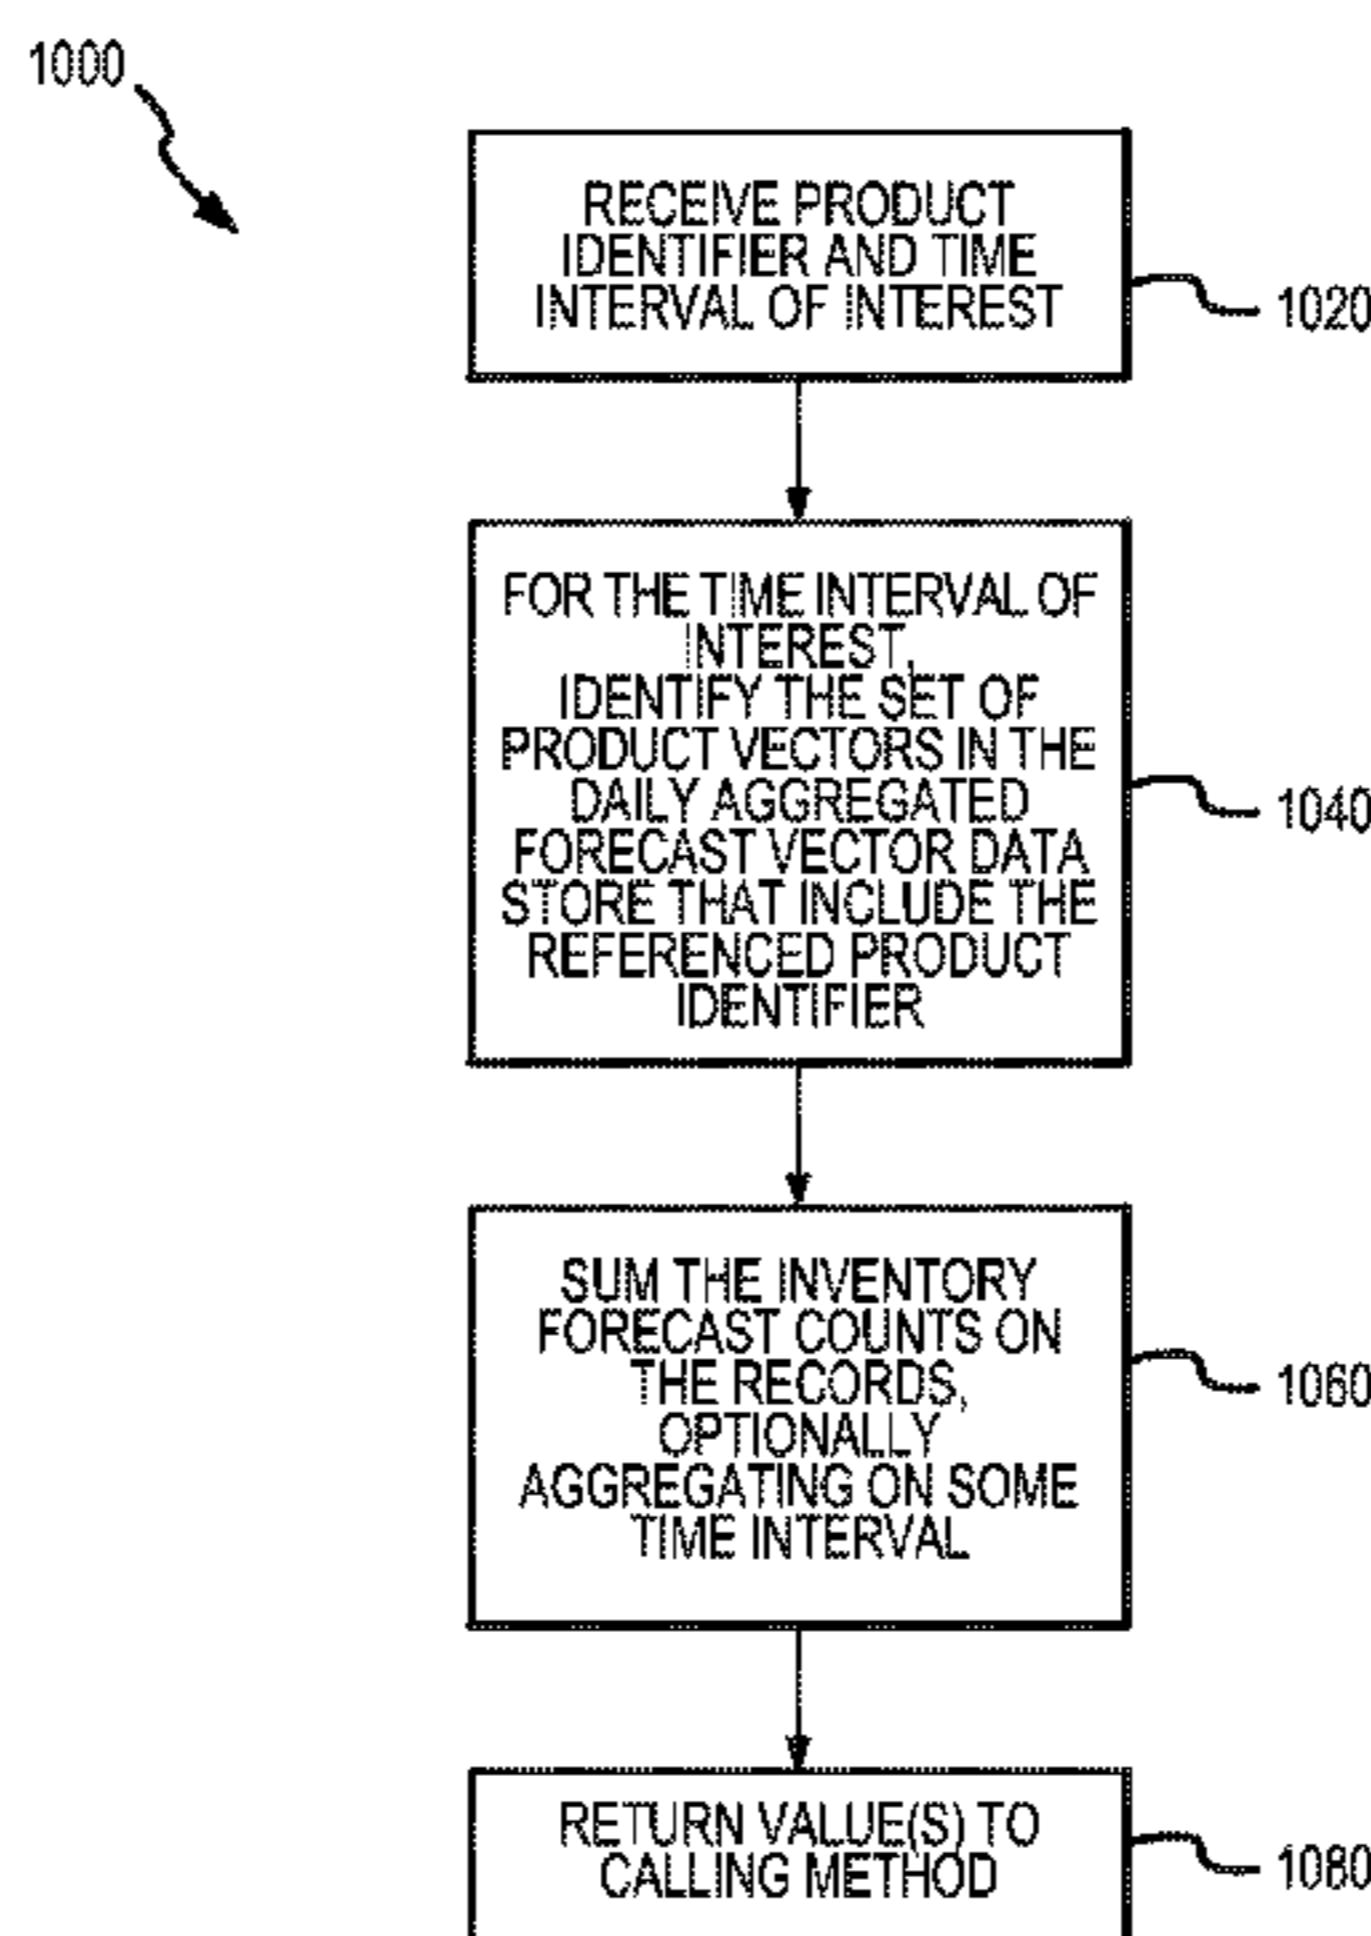 1000
RECEIVE PRODUCT
IDENTIFIER AND TIME
INTERVAL OF INTEREST
1020
FOR THE TIME INTERVAL OF
INTEREST,
IDENTIFY THE SET OF
PRODUCT VECTORS IN THE
DAILY AGGREGATED
FORECAST VECTOR DATA
STORE THAT INCLUDE THE
REFERENCED PRODUCT
IDENTIFIER
1040
SUM THE INVENTORY
FORECAST COUNTS ON
THE RECORDS,
OPTIONALLY
AGGREGATING ON SOME
TIME INTERVAL
1060
RETURN VALUE(S) TO
CALLING METHOD
1080